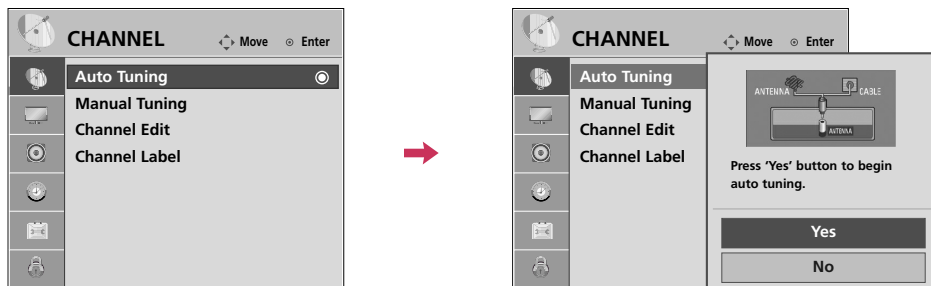 CHANNEL Move Enter
Auto Tuning
Manual Tuning
Channel Edit
Channel Label
CHANNEL Move Enter
Auto Tuning
Manual Tuning
Channel Edit
Channel Label
ANTENNA CABLE
ANTENNA
Press ‘Yes’ button to begin
auto tuning.
Yes
No